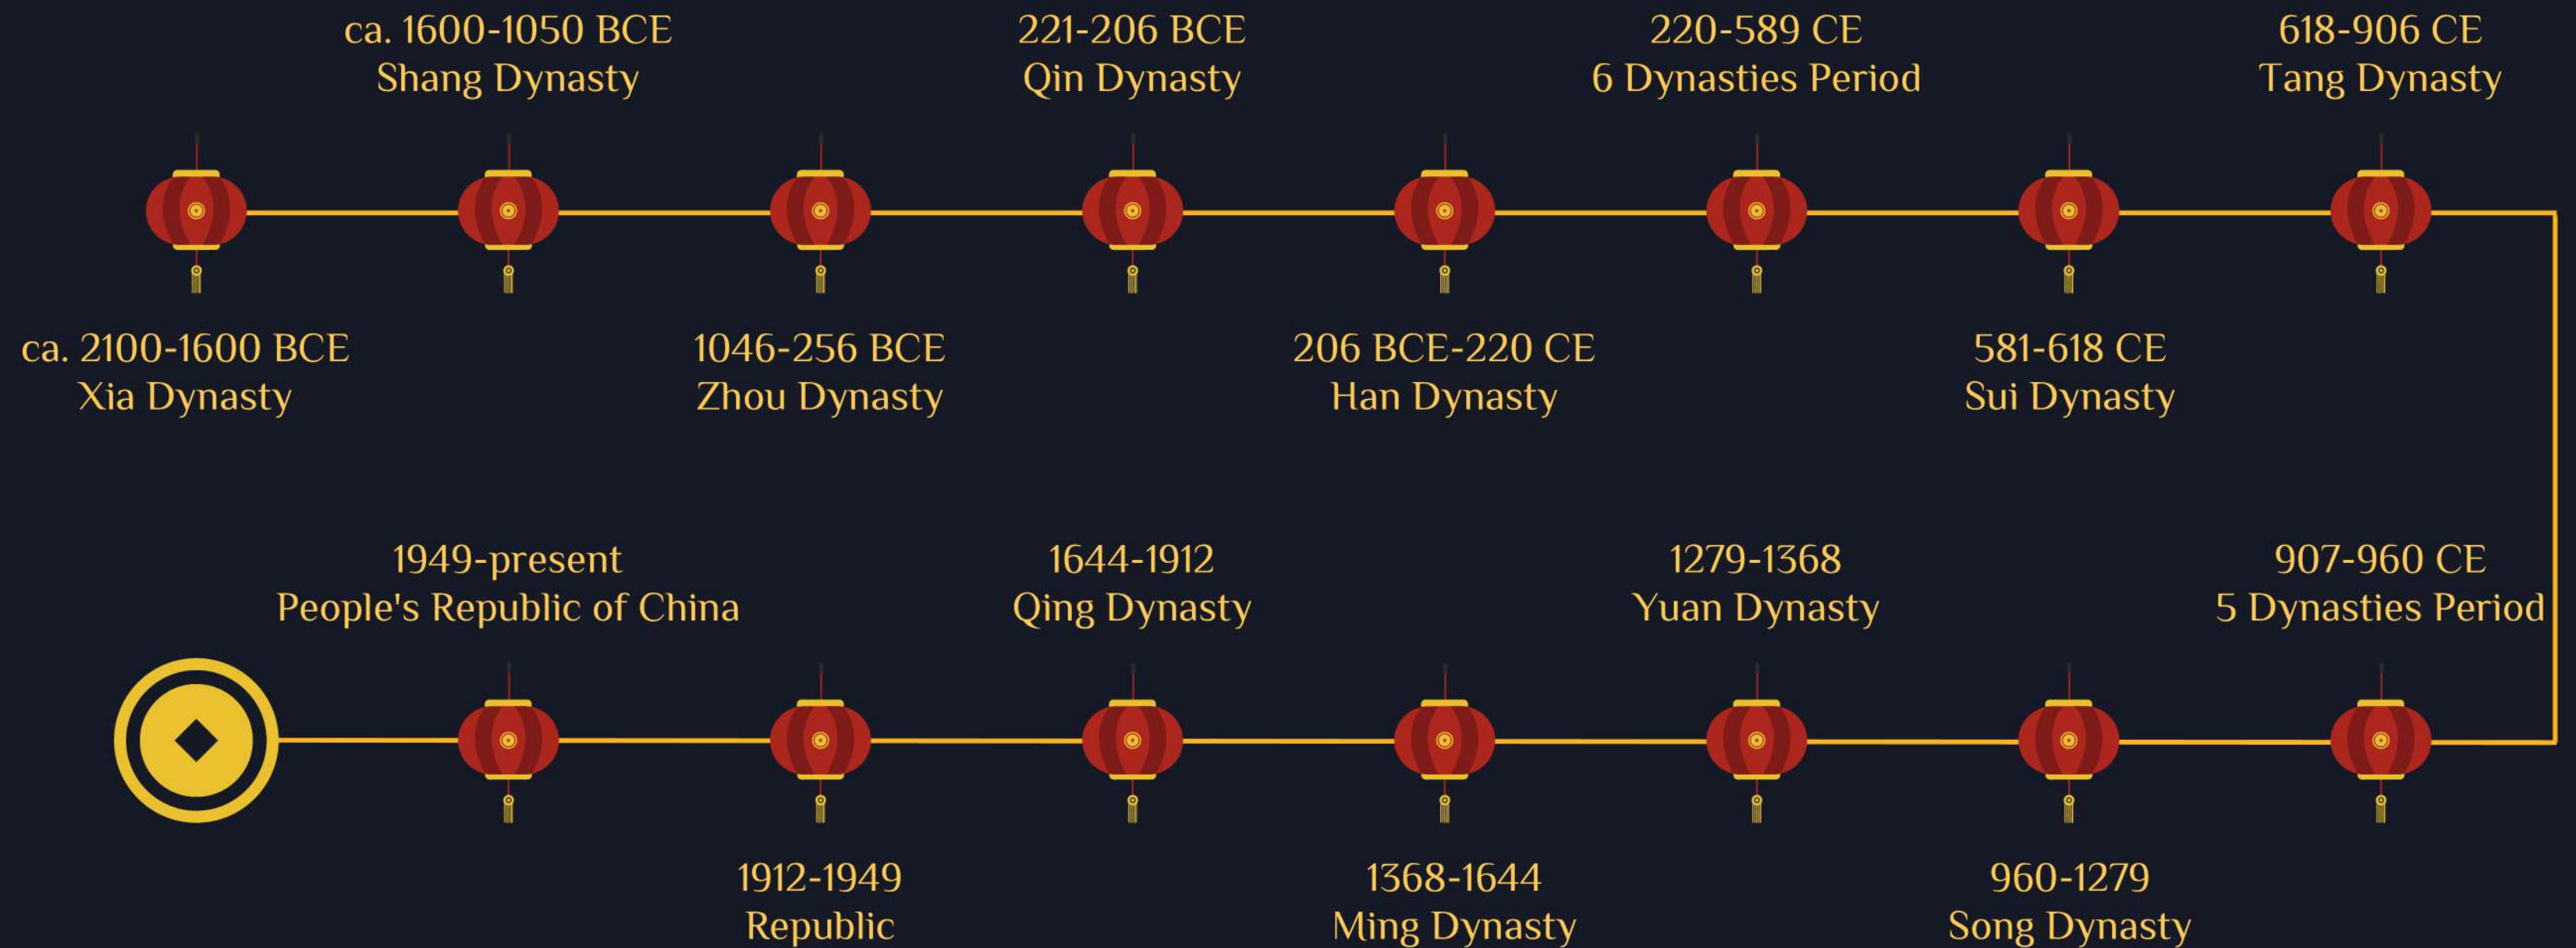 ca. 2100-1600 BCE
Xia Dynasty
ca. 1600-1050 BCE
Shang Dynasty
1046-256 BCE
Zhou Dynasty
221-206 BCE
Qin Dynasty
206 BCE-220 CE
Han Dynasty
220-589 CE
6 Dynasties Period
581-618 CE
Sui Dynasty
618-906 CE
Tang Dynasty
907-960 CE
5 Dynasties Period
960-1279
Song Dynasty
1279-1368
Yuan Dynasty
1368-1644
Ming Dynasty
1644-1912
Qing Dynasty
1912-1949
Republic
1949-present
People's Republic of China